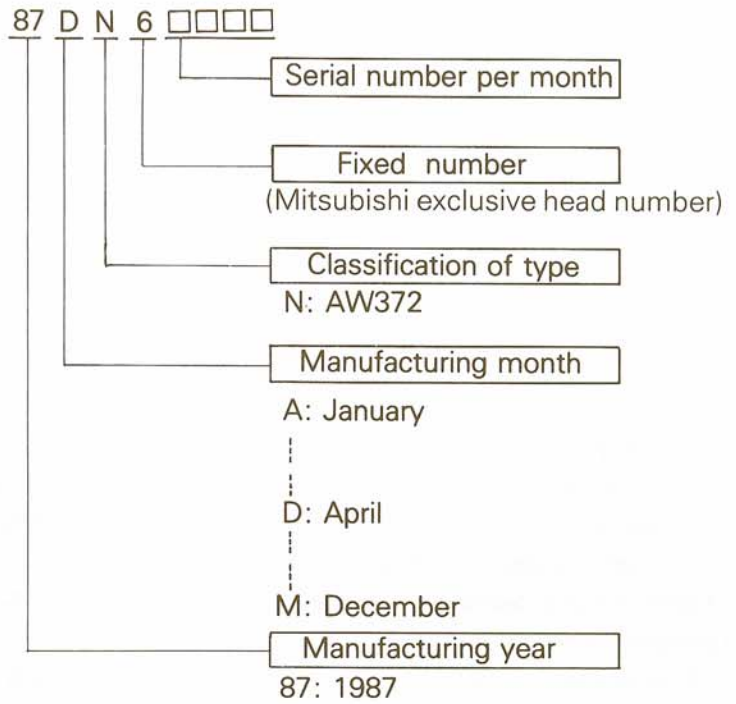 87 D N 6 □□□□
Serial number per month
Fixed number
(Mitsubishi exclusive head number)
Classification of type
N: AW372
Manufacturing month
A: January
D: April
M: December
Manufacturing year
87: 1987